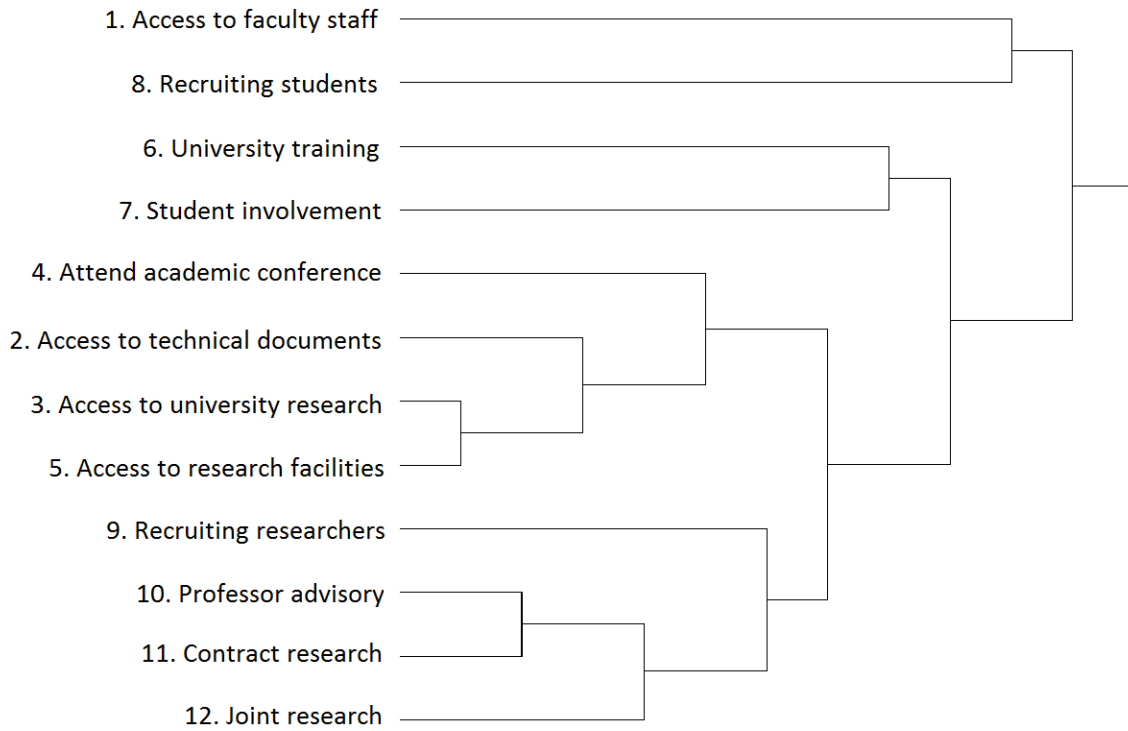 1. Access to faculty staff
8. Recruiting students
6. University training
7. Student involvement
4. Attend academic conference
2. Access to technical documents
3. Access to university research
5. Access to research facilities
9. Recruiting researchers
10. Professor advisory
11. Contract research
12. Joint research